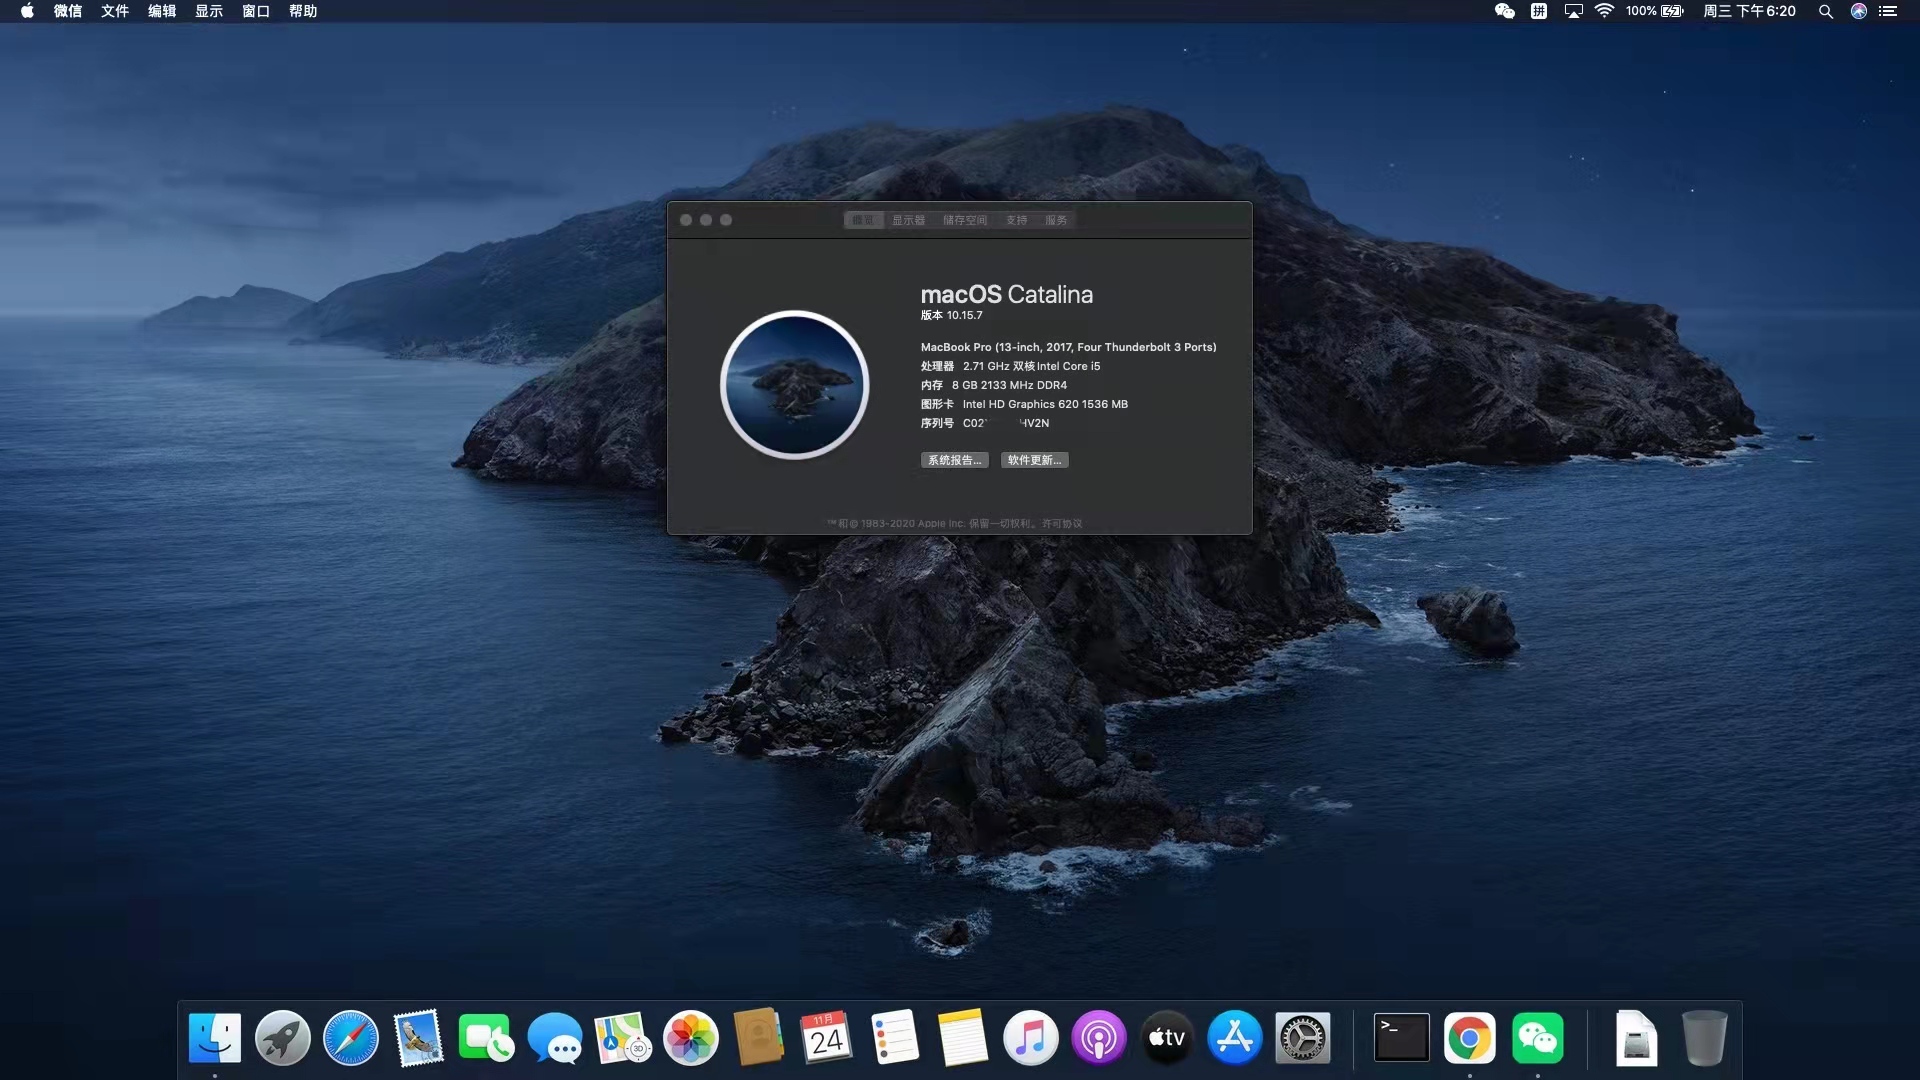 微信 文件 编辑 显示 窗口 帮助
拼 100% 周三 下午6:20
概览 显示器 储存空间 支持 服务
macOS Catalina
版本 10.15.7
MacBook Pro (13-inch, 2017, Four Thunderbolt 3 Ports)
处理器 2.71 GHz 双核Intel Core i5
内存 8 GB 2133 MHz DDR4
图形卡 Intel HD Graphics 620 1536 MB
序列号 C02 HV2N
系统报告... 软件更新...
™和© 1983-2020 Apple Inc. 保留一切权利。许可协议
3D
11月
24
tv
>_